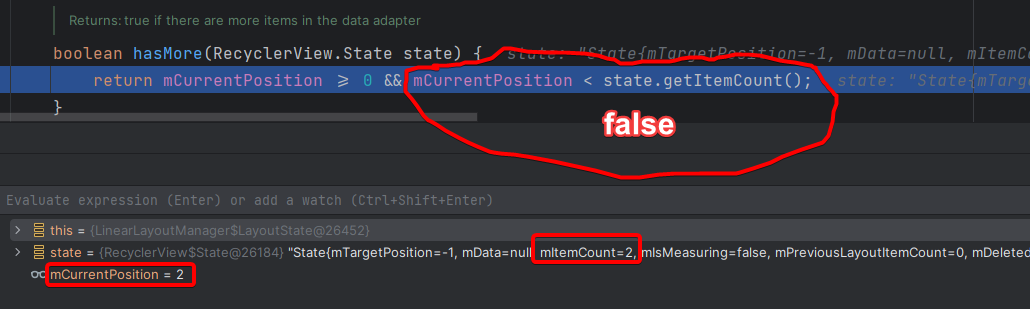 Returns: true if there are more items in the data adapter
boolean hasMore(RecyclerView.State state) { state: "State{mTargetPosition=-1, mData=null, mItemCo
return mCurrentPosition ⩾ 0 && mCurrentPosition < state.getItemCount(); state: "State{mTarge
}
false
Evaluate expression (Enter) or add a watch (Ctrl+Shift+Enter)
this = {LinearLayoutManager$LayoutState@26452}
state = {RecyclerView$State@26184} "State{mTargetPosition=-1, mData=null, mItemCount=2, mIsMeasuring=false, mPreviousLayoutItemCount=0, mDeleted
mCurrentPosition = 2